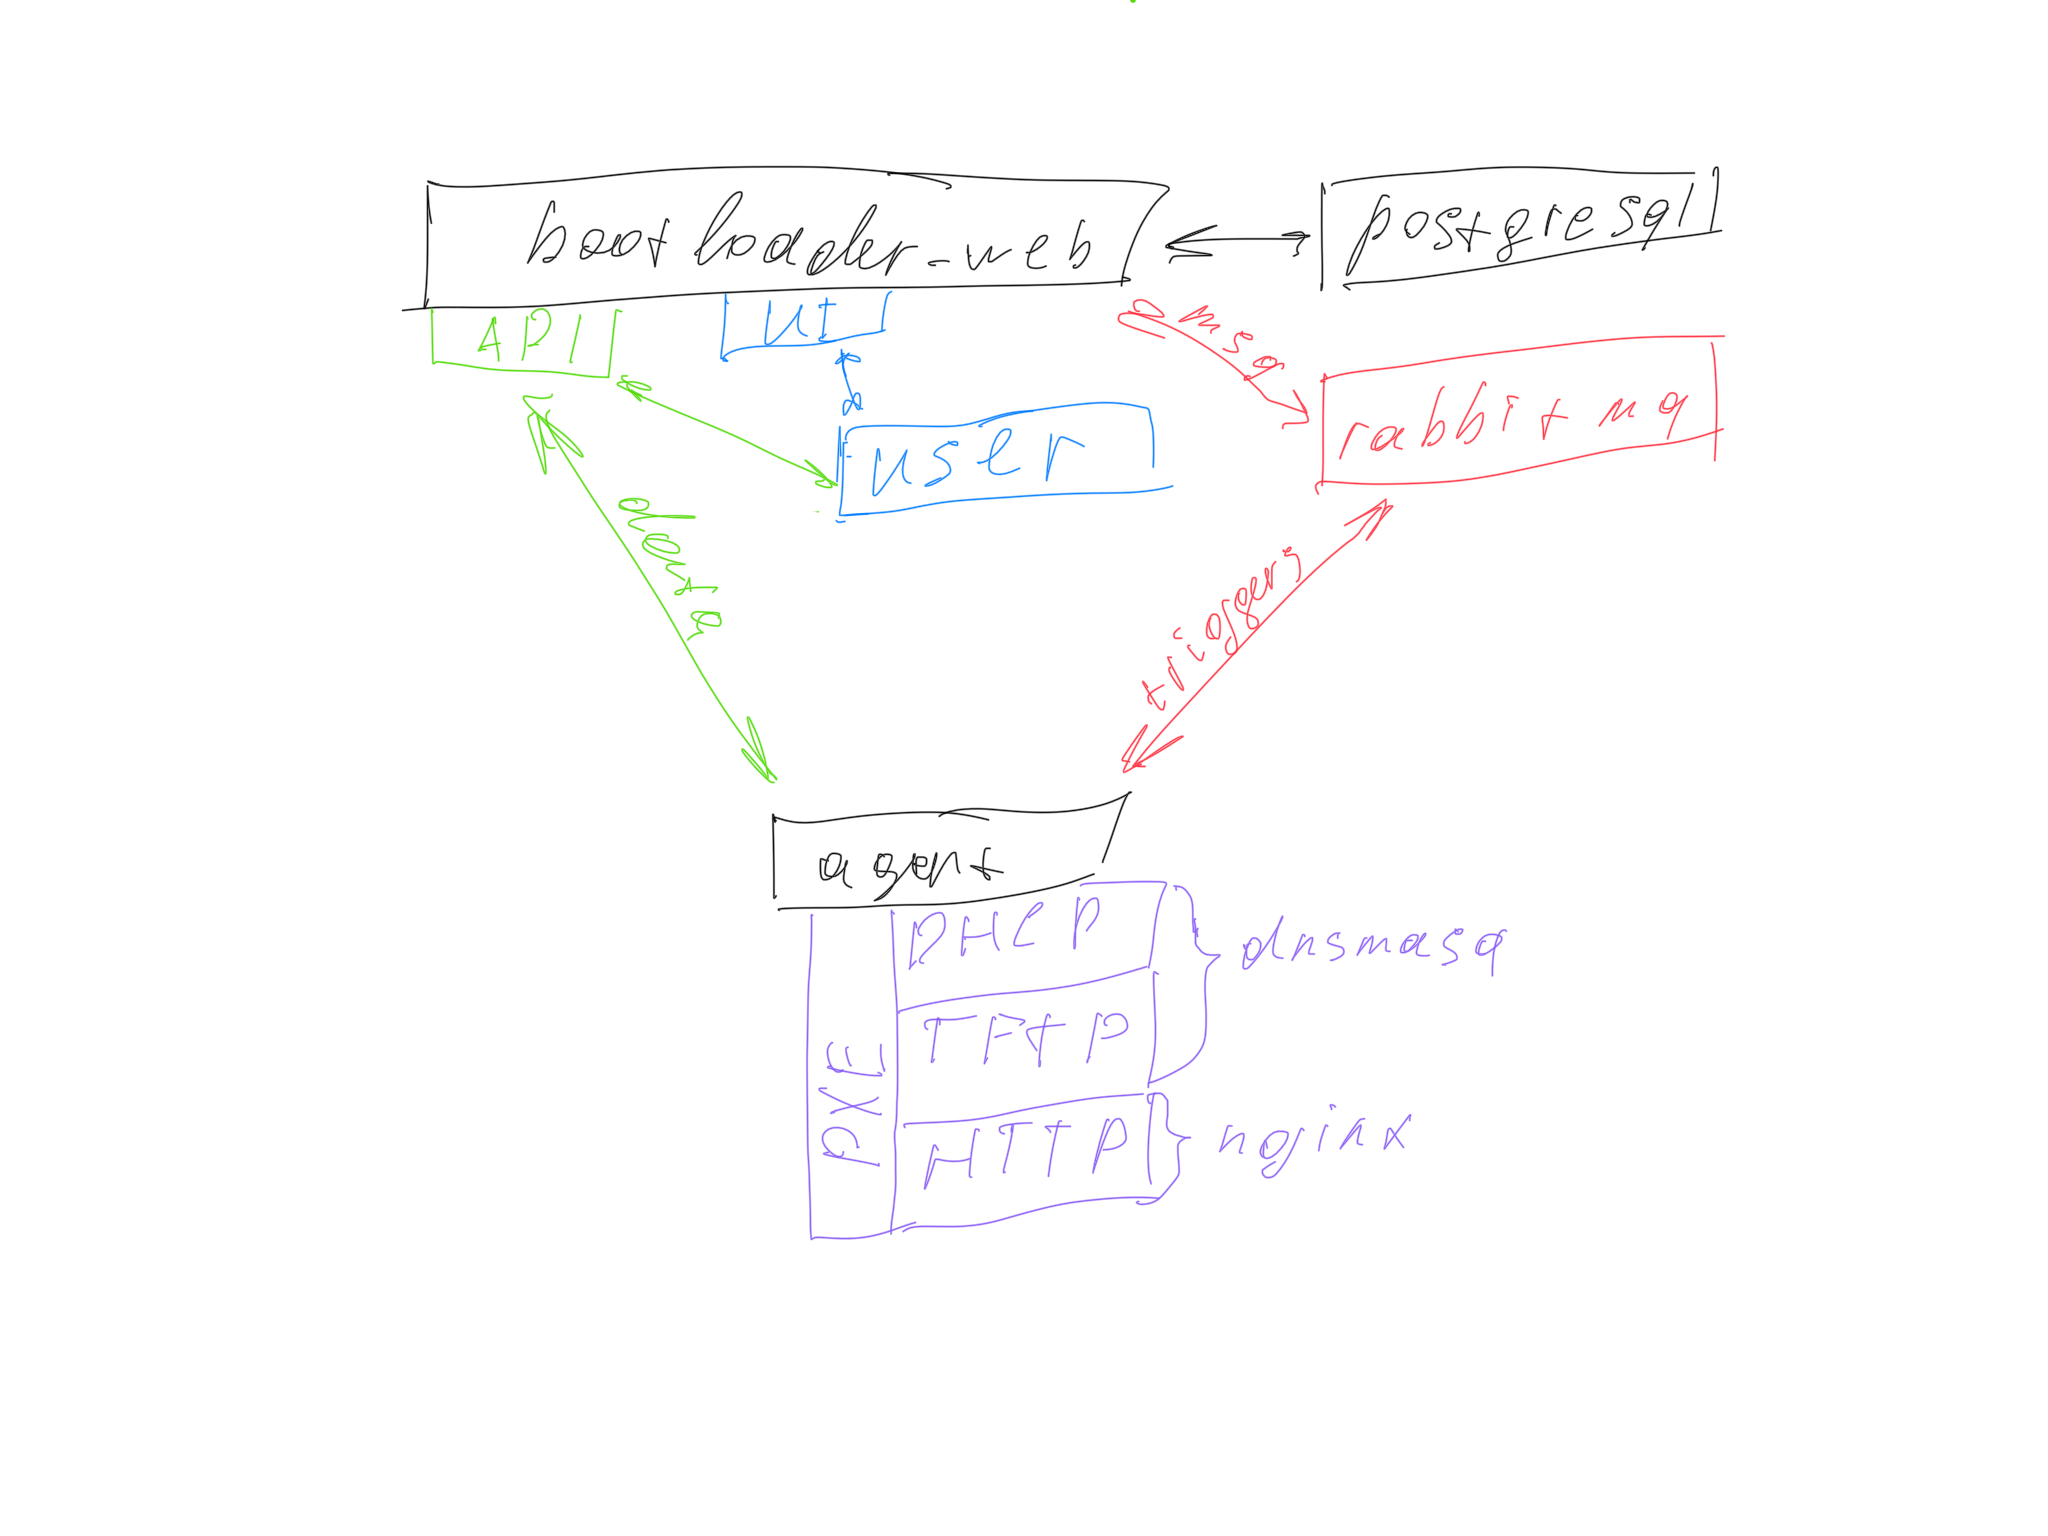 bootloader-web
postgresql
API
UI
msg
rabbitmq
user
data
triggers
agent
PXE
DHCP
TFTP
HTTP
dnsmasq
nginx